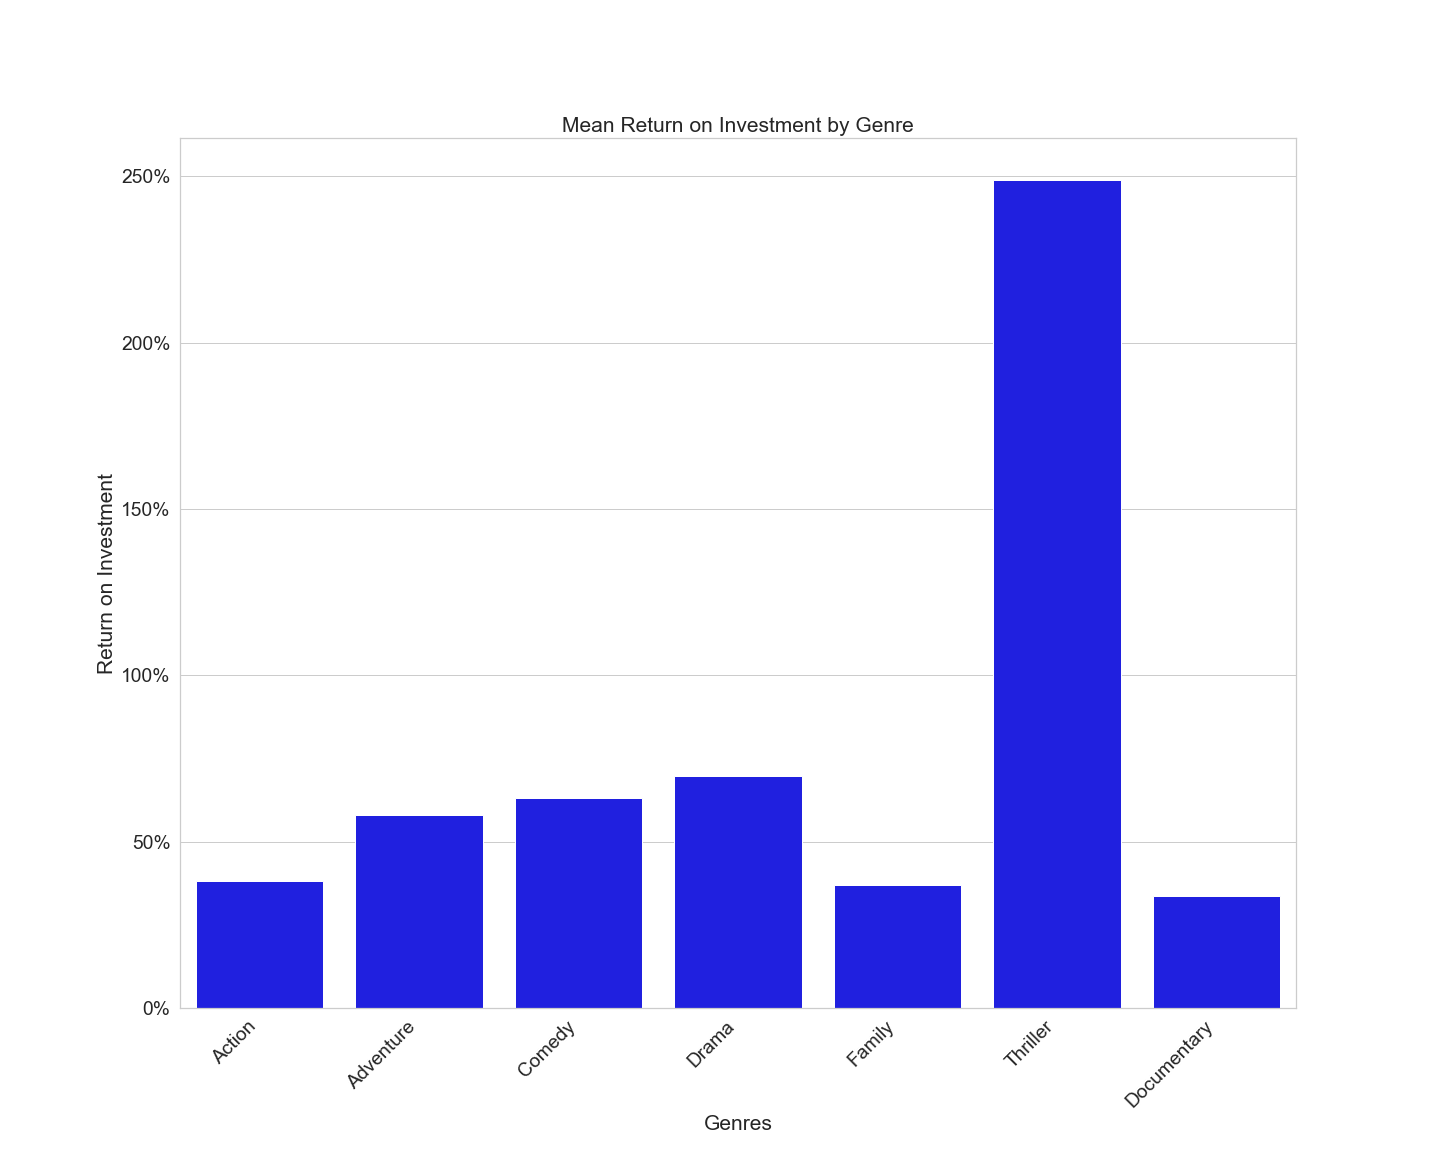 Mean Return on Investment by Genre
250%
200%
150%
100%
50%
0%
Return on Investment
Action
Adventure
Comedy
Drama
Family
Thriller
Documentary
Genres